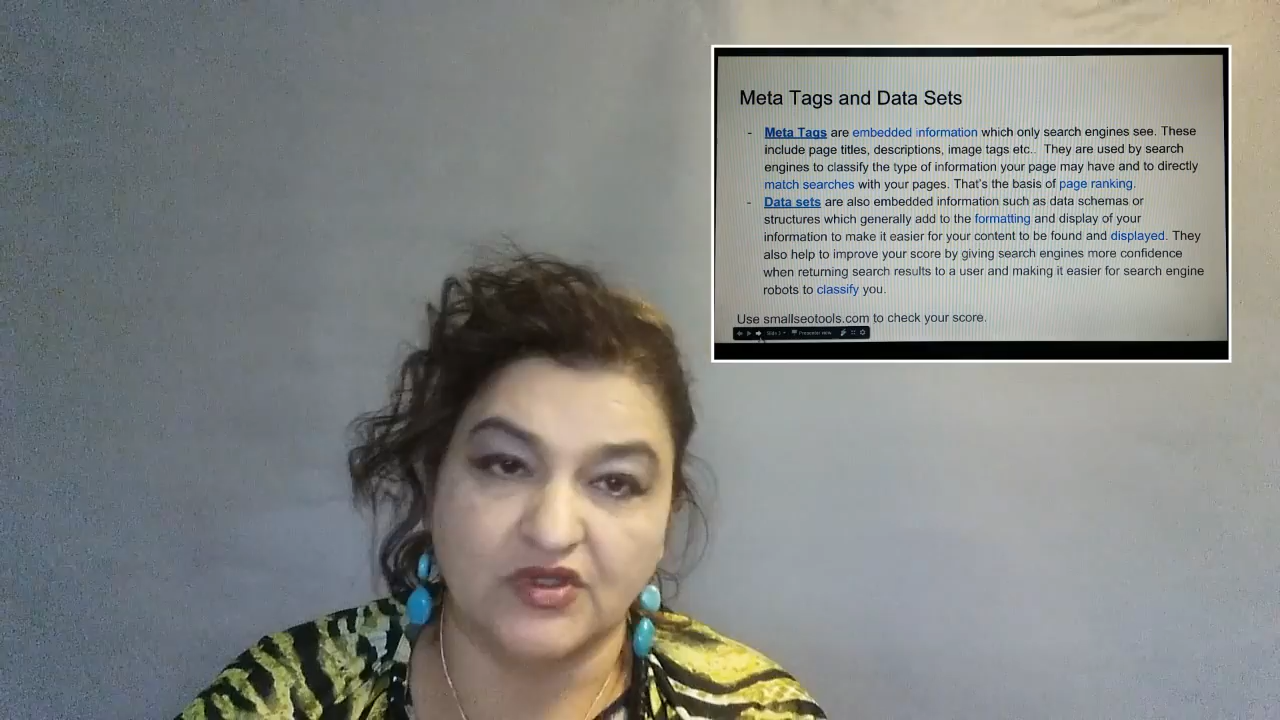 Meta Tags and Data Sets
- Meta Tags are embedded information which only search engines see. These
include page titles, descriptions, image tags etc.. They are used by search
engines to classify the type of information your page may have and to directly
match searches with your pages. That's the basis of page ranking.
- Data sets are also embedded information such as data schemas or
structures which generally add to the formatting and display of your
information to make it easier for your content to be found and displayed. They
also help to improve your score by giving search engines more confidence
when returning search results to a user and making it easier for search engine
robots to classify you.
Use smallseotools.com to check your score.
Slide 2 Presenter view